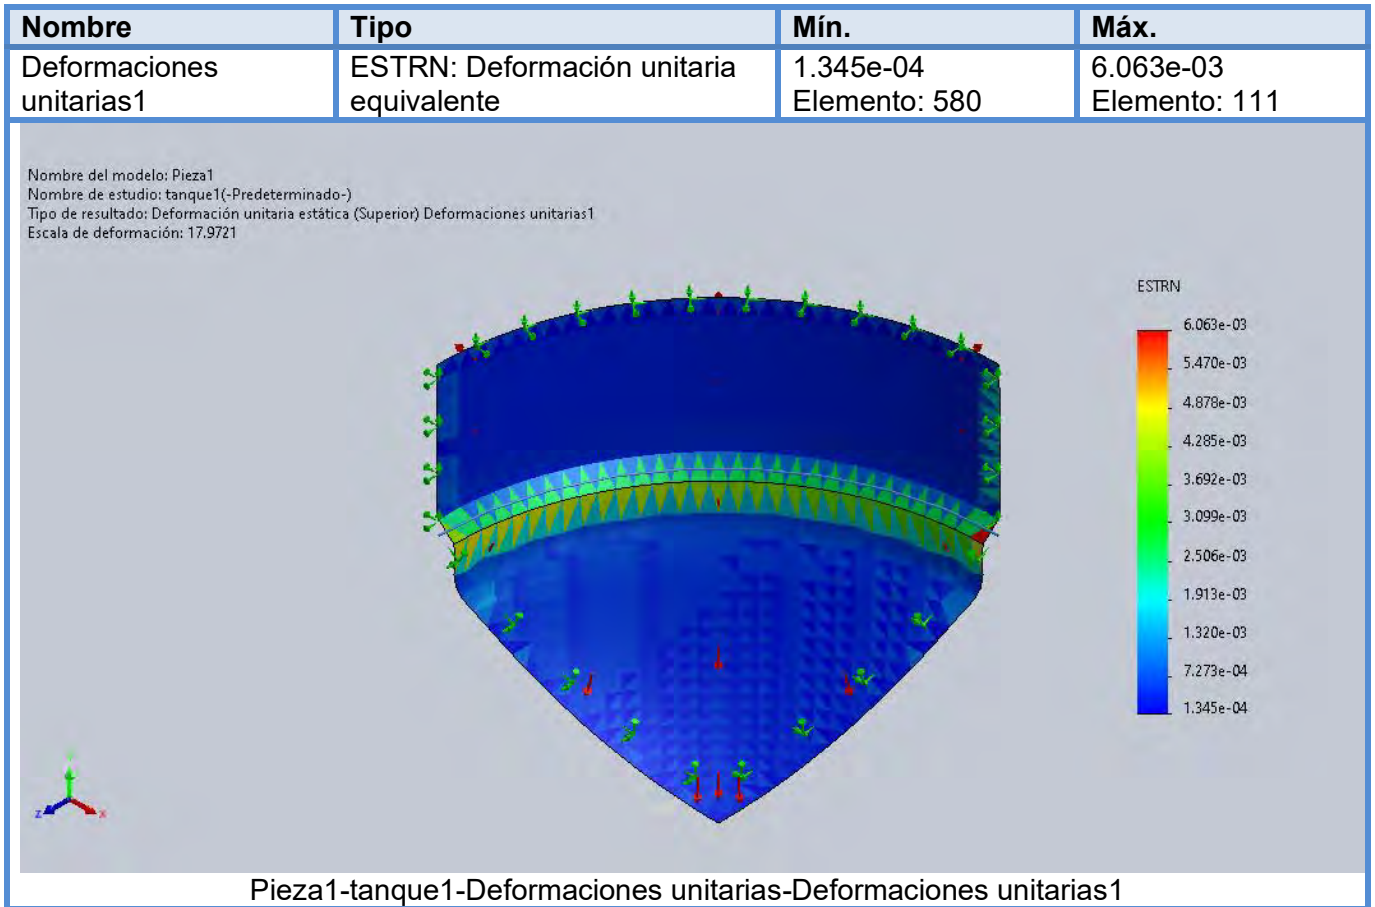 Nombre Tipo Mín. Máx.
Deformaciones unitarias1 ESTRN: Deformación unitaria equivalente 1.345e-04 Elemento: 580 6.063e-03 Elemento: 111
Nombre del modelo: Pieza1
Nombre de estudio: tanque1(-Predeterminado-)
Tipo de resultado: Deformación unitaria estática (Superior) Deformaciones unitarias1
Escala de deformación: 17.9721
ESTRN
6.063e-03
5.470e-03
4.878e-03
4.285e-03
3.692e-03
3.099e-03
2.506e-03
1.913e-03
1.320e-03
7.273e-04
1.345e-04
z x
Pieza1-tanque1-Deformaciones unitarias-Deformaciones unitarias1